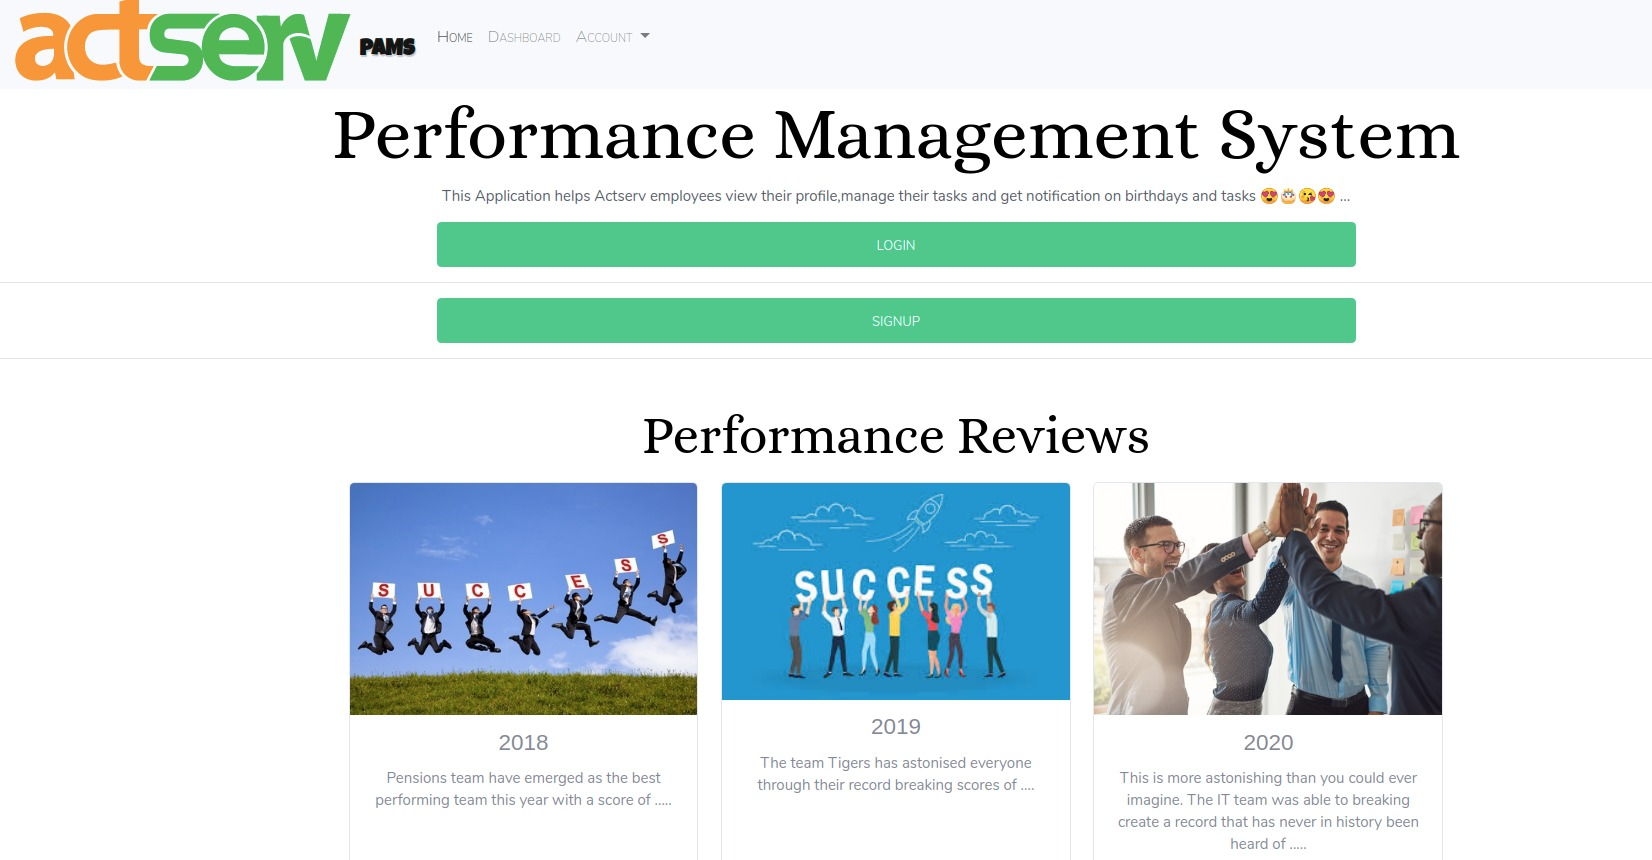 actserv PAMS Home Dashboard Account
Performance Management System
This Application helps Actserv employees view their profile,manage their tasks and get notification on birthdays and tasks 😍🎂😘😍 ...
LOGIN
SIGNUP
Performance Reviews
S U C C E S S
SUCCESS
2018
Pensions team have emerged as the best
performing team this year with a score of .....
2019
The team Tigers has astonised everyone
through their record breaking scores of ....
2020
This is more astonishing than you could ever
imagine. The IT team was able to breaking
create a record that has never in history been
heard of .....